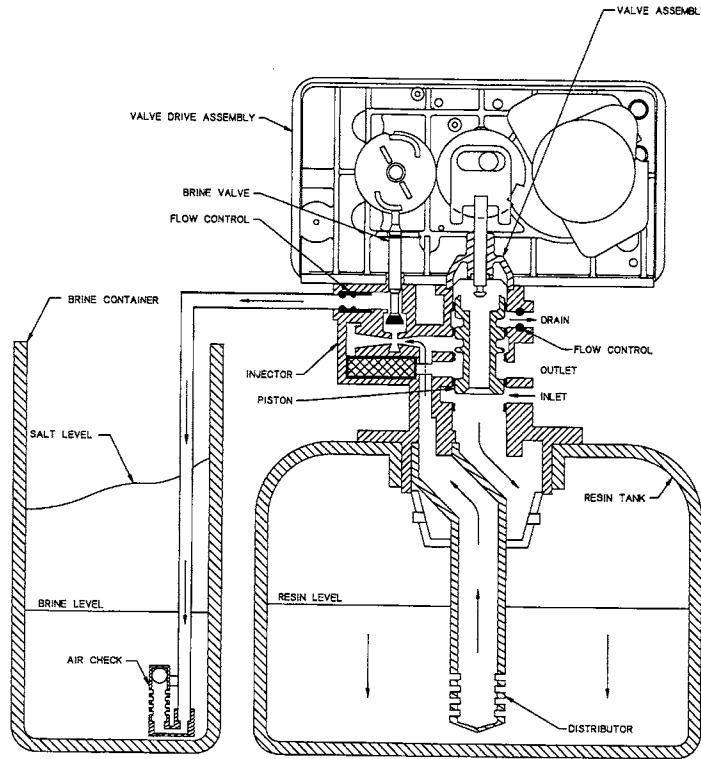 VALVE ASSEMBLY
VALVE DRIVE ASSEMBLY
BRINE VALVE
FLOW CONTROL
BRINE CONTAINER
DRAIN
FLOW CONTROL
INJECTOR
OUTLET
PISTON
INLET
SALT LEVEL
RESIN TANK
BRINE LEVEL
RESIN LEVEL
AIR CHECK
DISTRIBUTOR